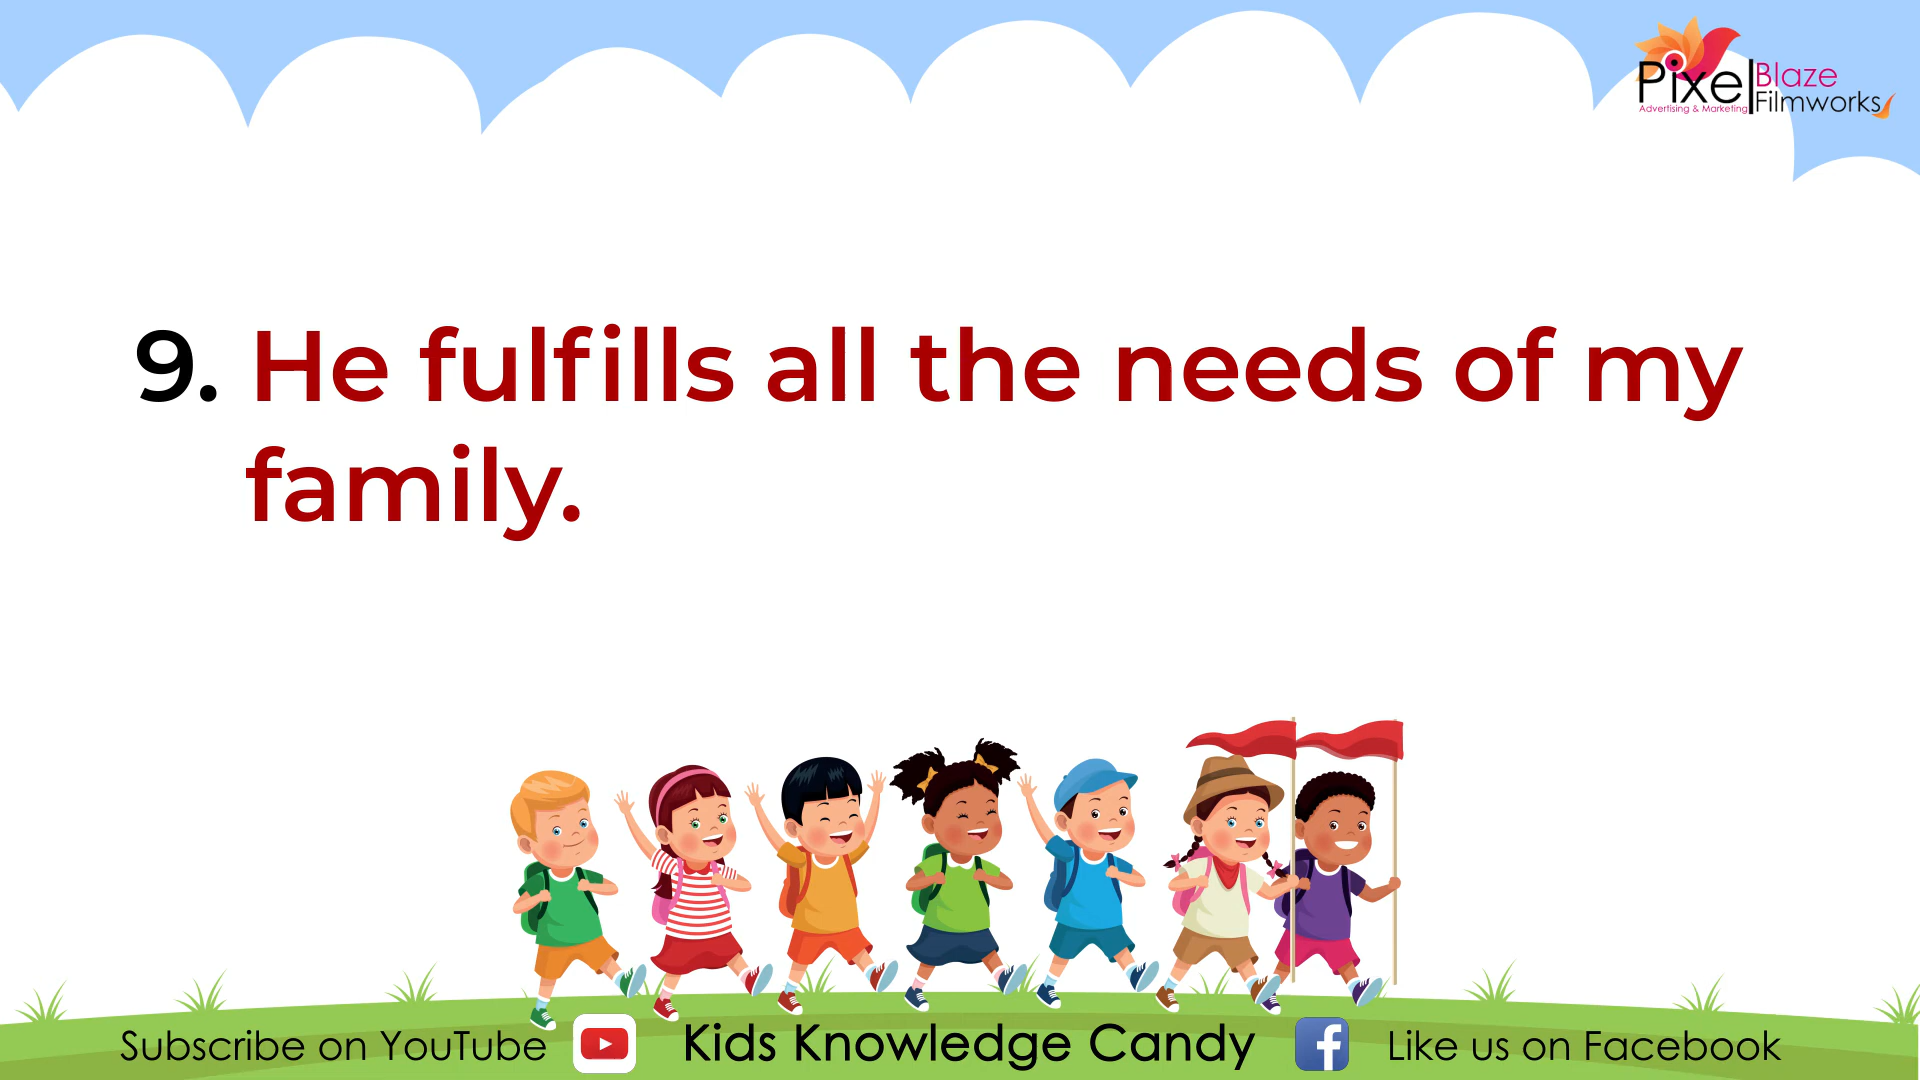 Pixel Blaze
Advertising & Marketing Filmworks
9. He fulfills all the needs of my
family.
Subscribe on YouTube Kids Knowledge Candy Like us on Facebook